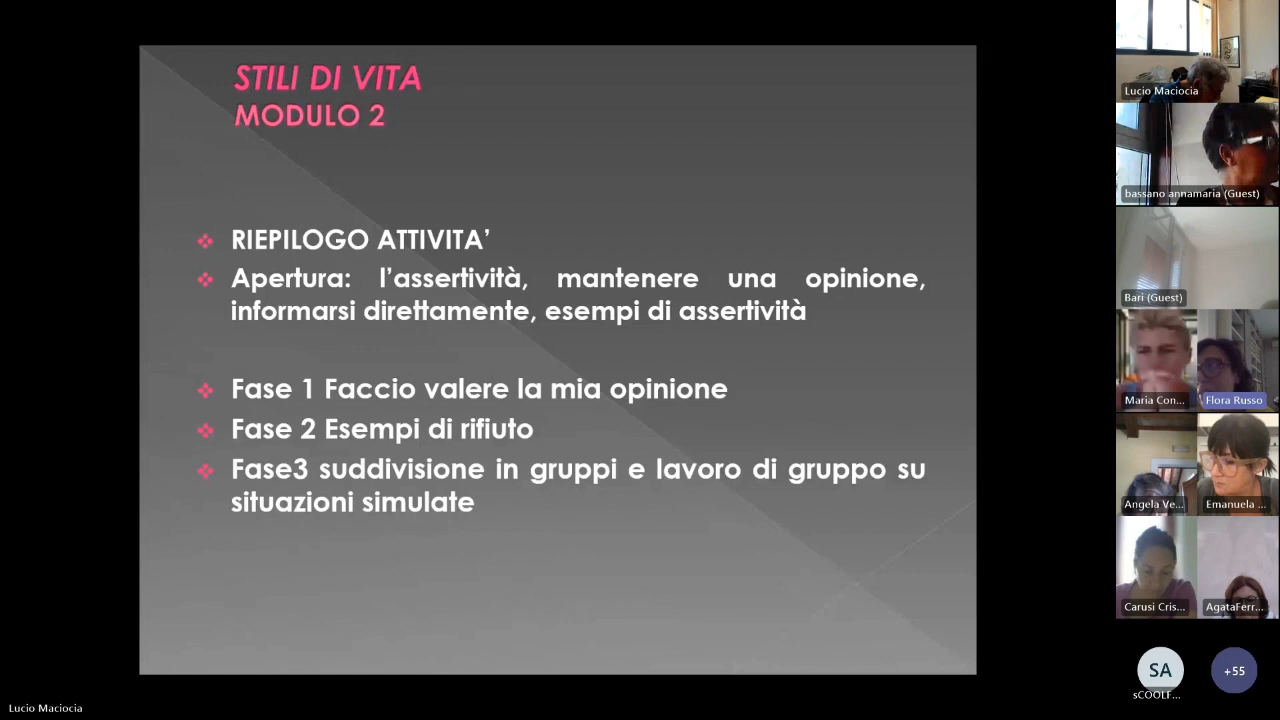 STILI DI VITA
MODULO 2
RIEPILOGO ATTIVITA’
Apertura: l’assertività, mantenere una opinione,
informarsi direttamente, esempi di assertività
Fase 1 Faccio valere la mia opinione
Fase 2 Esempi di rifiuto
Fase3 suddivisione in gruppi e lavoro di gruppo su
situazioni simulate
Lucio Maciocia
bassano annamaria (Guest)
Bari (Guest)
Maria Con...
Flora Russo
Angela Ve...
Emanuela ...
Carusi Cris...
AgataFerr...
SA
+55
sCOOLF...
Lucio Maciocia